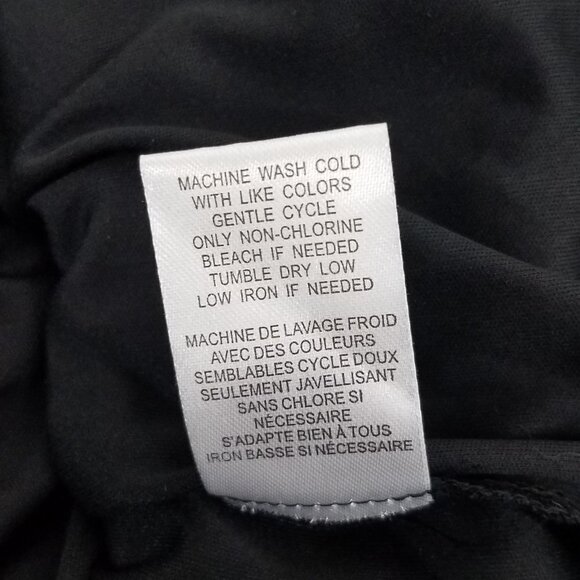 MACHINE WASH COLD
WITH LIKE COLORS
GENTLE CYCLE
ONLY NON-CHLORINE
BLEACH IF NEEDED
TUMBLE DRY LOW
LOW IRON IF NEEDED
MACHINE DE LAVAGE FROID
AVEC DES COULEURS
SEMBLABLES CYCLE DOUX
SEULEMENT JAVELLISANT
SANS CHLORE SI
NÉCESSAIRE
S'ADAPTE BIEN À TOUS
IRON BASSE SI NÉCESSAIRE